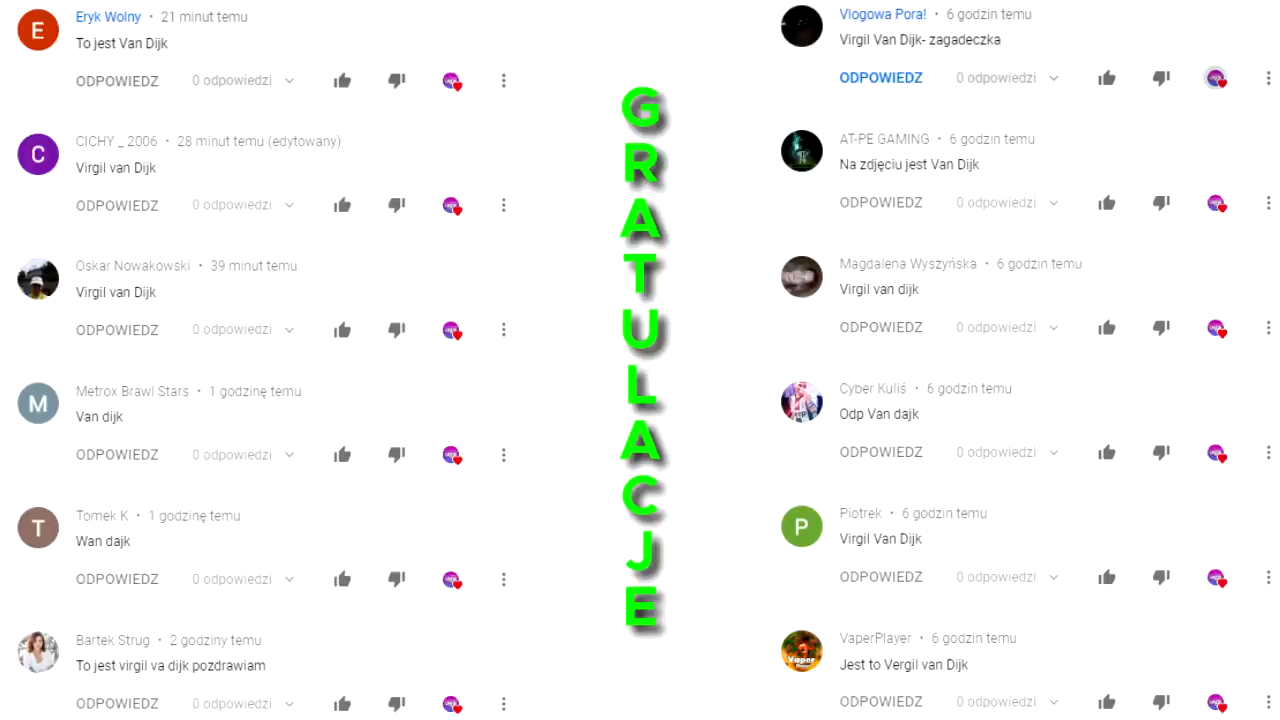 E
Eryk Wolny • 21 minut temu
To jest Van Dijk
ODPOWIEDZ 0 odpowiedzi
C
CICHY _ 2006 • 28 minut temu (edytowany)
Virgil van Dijk
ODPOWIEDZ 0 odpowiedzi
Oskar Nowakowski • 39 minut temu
Virgil van Dijk
ODPOWIEDZ 0 odpowiedzi
M
Metrox Brawl Stars • 1 godzinę temu
Van dijk
ODPOWIEDZ 0 odpowiedzi
T
Tomek K • 1 godzinę temu
Wan dajk
ODPOWIEDZ 0 odpowiedzi
Bartek Strug • 2 godziny temu
To jest virgil va dijk pozdrawiam
ODPOWIEDZ 0 odpowiedzi
GRATULACJE
Vlogowa Pora! • 6 godzin temu
Virgil Van Dijk- zagadeczka
ODPOWIEDZ 0 odpowiedzi
AT-PE GAMING • 6 godzin temu
Na zdjęciu jest Van Dijk
ODPOWIEDZ 0 odpowiedzi
Magdalena Wyszyńska • 6 godzin temu
Virgil van dijk
ODPOWIEDZ 0 odpowiedzi
Cyber Kuliś • 6 godzin temu
Odp Van dajk
ODPOWIEDZ 0 odpowiedzi
P
Piotrek • 6 godzin temu
Virgil Van Dijk
ODPOWIEDZ 0 odpowiedzi
Vaper
VaperPlayer • 6 godzin temu
Jest to Vergil van Dijk
ODPOWIEDZ 0 odpowiedzi